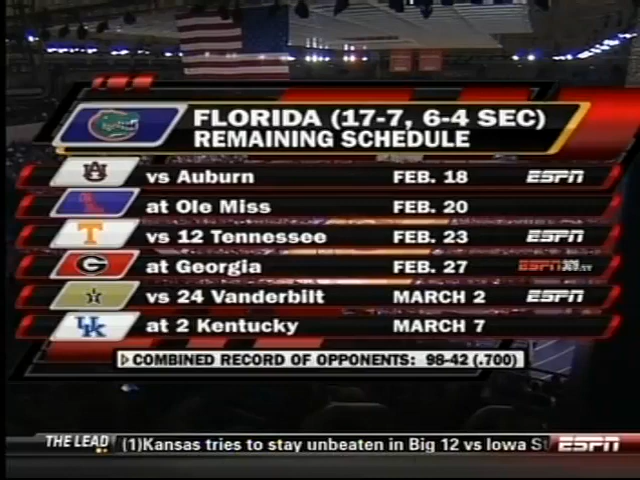 FLORIDA (17-7, 6-4 SEC)
REMAINING SCHEDULE
vs Auburn FEB. 18 ESPN
at Ole Miss FEB. 20
T vs 12 Tennessee FEB. 23 ESPN
G at Georgia FEB. 27 ESPN
vs 24 Vanderbilt MARCH 2 ESPN
UK at 2 Kentucky MARCH 7
COMBINED RECORD OF OPPONENTS: 98-42 (.700)
THE LEAD (1)Kansas tries to stay unbeaten in Big 12 vs Iowa ESPN